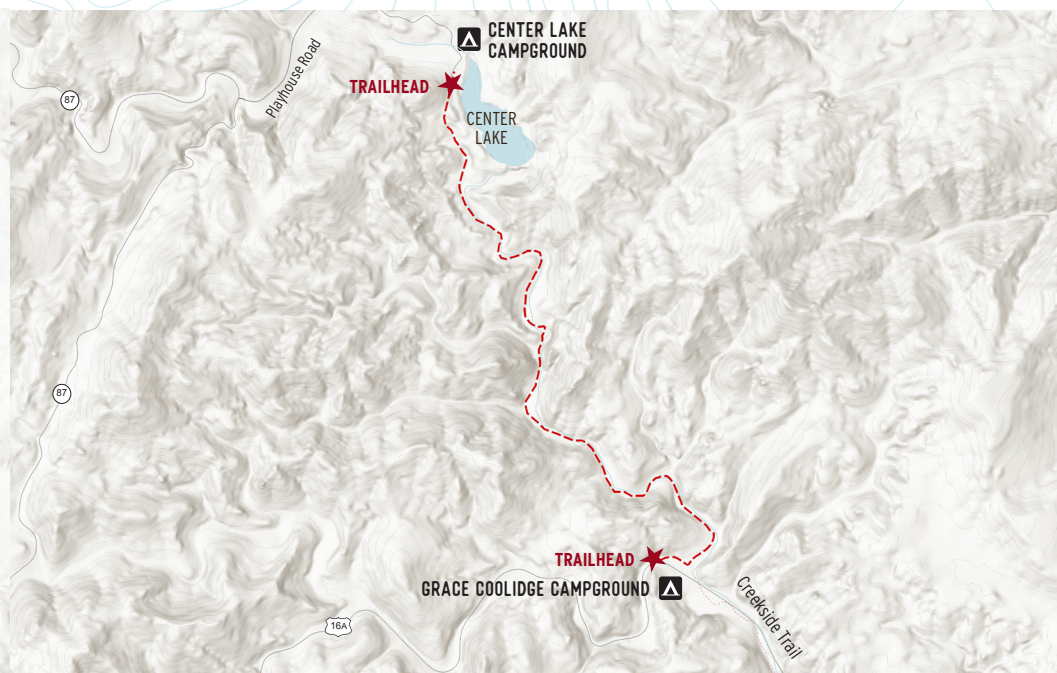 CENTER LAKE
CAMPGROUND
TRAILHEAD
87
Playhouse Road
CENTER
LAKE
87
TRAILHEAD
GRACE COOLIDGE CAMPGROUND
Creekside Trail
16A